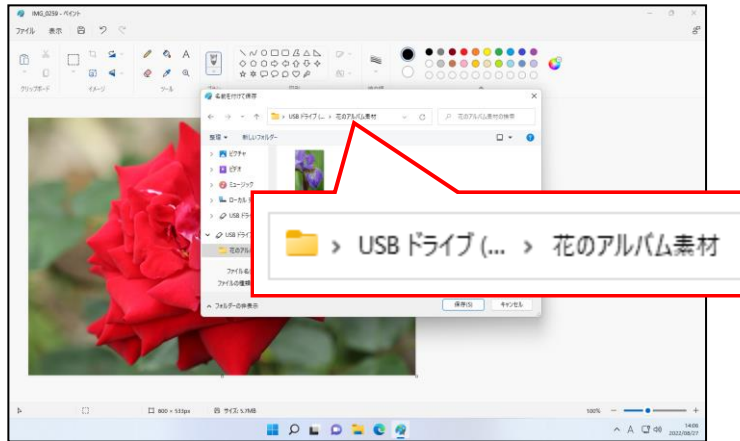 IMG_0259 - ペイント
ファイル 表示
クリップボード イメージ ツール
名前を付けて保存
USB ドライブ (... › 花のアルバム素材
花のアルバム素材の検索
整理 新しいフォルダー
ピクチャ
ビデオ
ミュージック
ローカル
USB ドライブ (... › 花のアルバム素材
ファイル名
ファイルの種類
フォルダーの非表示
保存(S) キャンセル
800 × 533px サイズ: 5.7MB 100%
A 14:06
2022/08/27